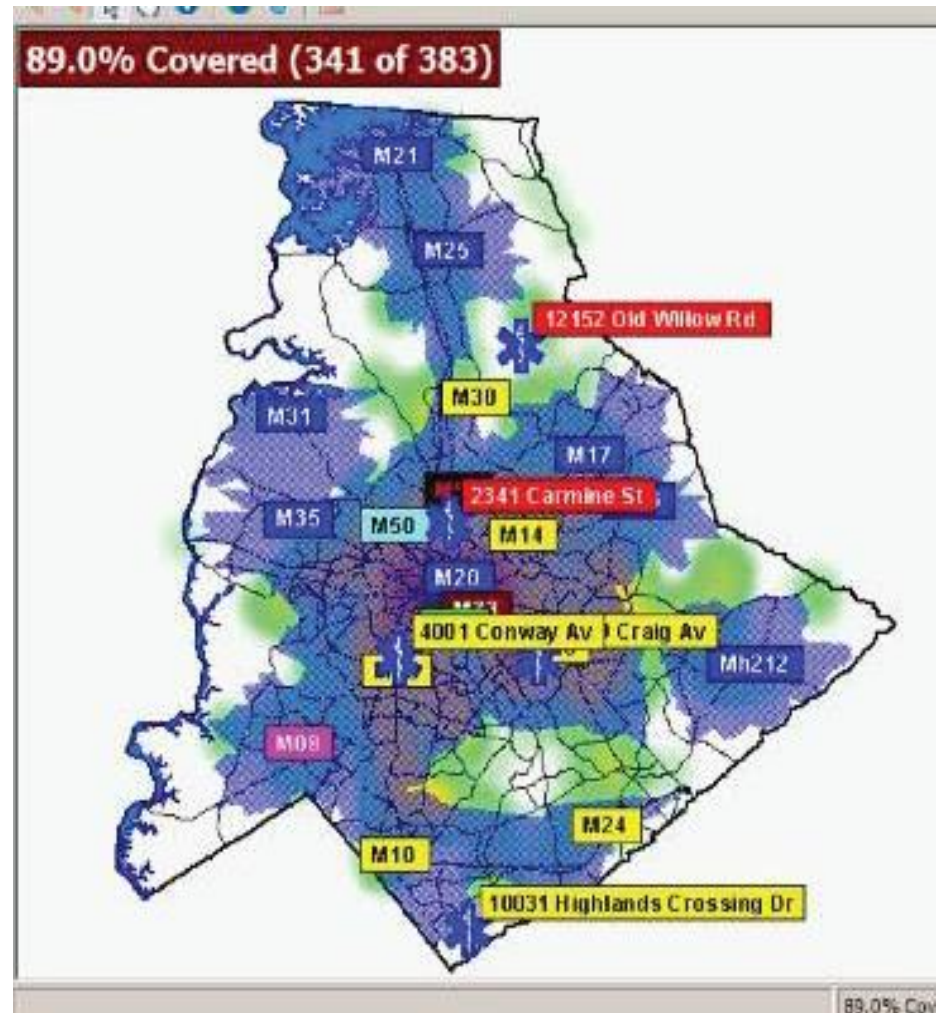 89.0% Covered (341 of 383)
M21
M25
12152 Old Willow Rd
M30
M31
M17
2341 Carmine St
M35
M50
M14
M20
4001 Conway Av
Craig Av
Mh212
M08
M24
M10
10031 Highlands Crossing Dr
89.0% Cov